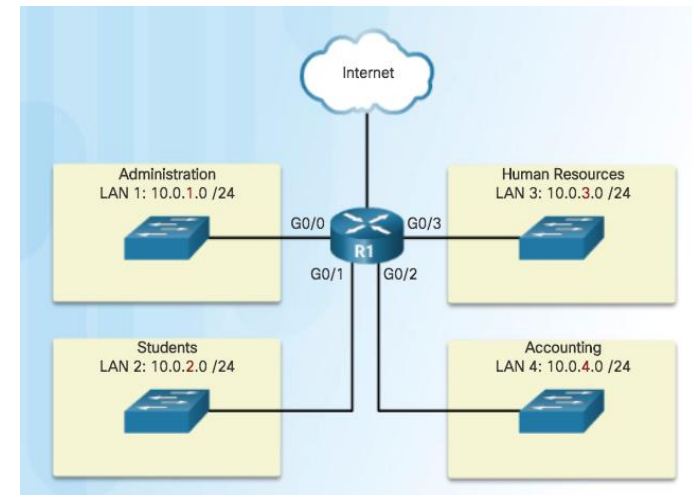 Internet
Administration
LAN 1: 10.0.1.0 /24
Human Resources
LAN 3: 10.0.3.0 /24
G0/0
G0/3
R1
G0/1
G0/2
Students
LAN 2: 10.0.2.0 /24
Accounting
LAN 4: 10.0.4.0 /24